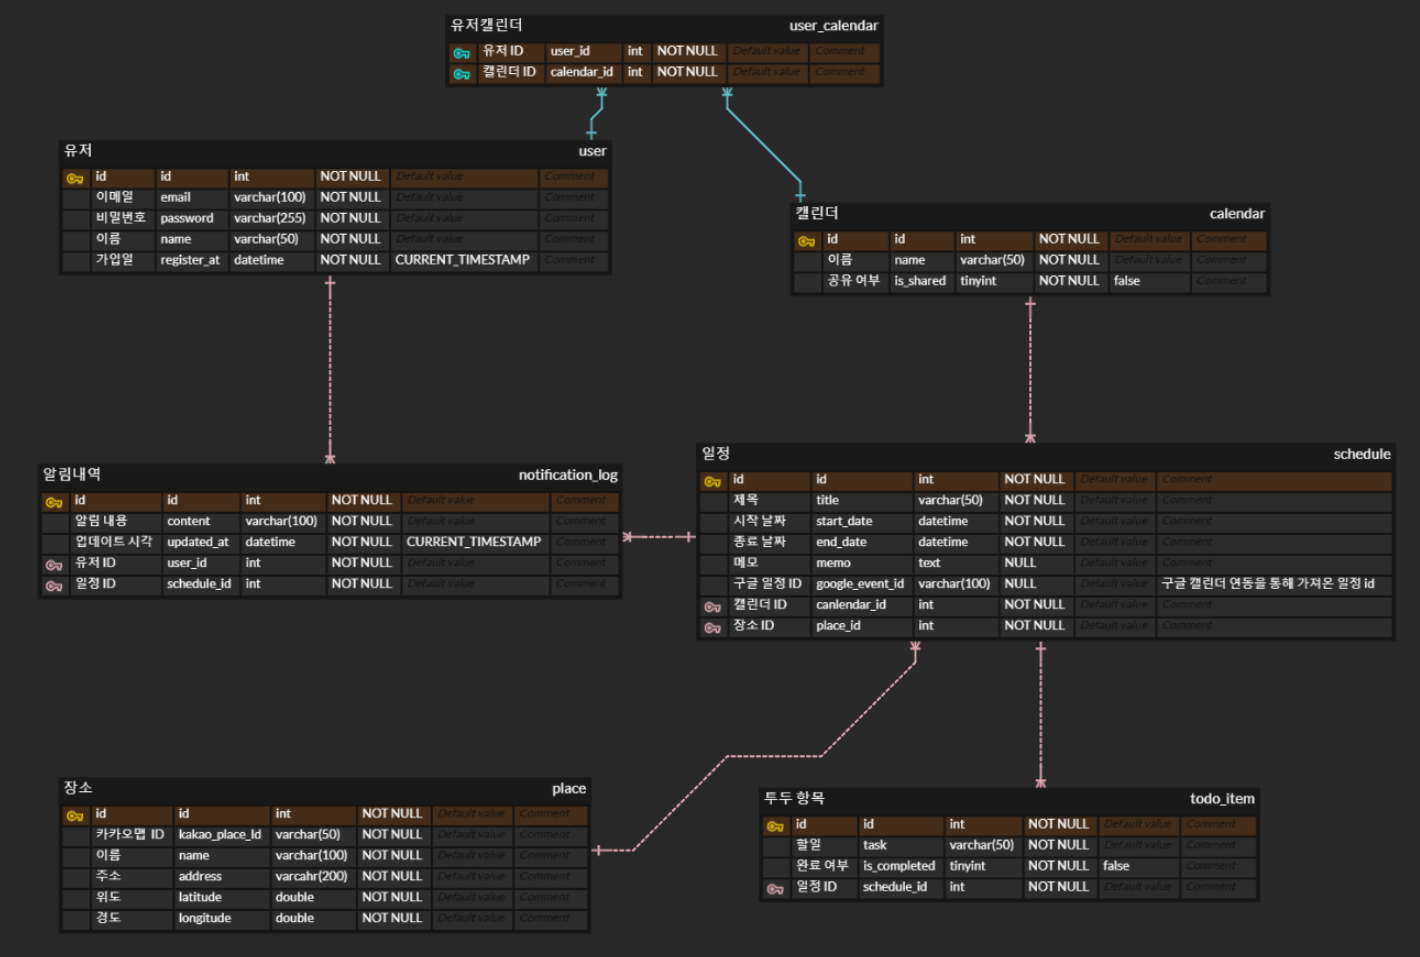 유저캘린더 user_calendar
유저 ID user_id int NOT NULL Default value Comment
캘린더 ID calendar_id int NOT NULL Default value Comment
유저 user
id id int NOT NULL Default value Comment
이메일 email varchar(100) NOT NULL Default value Comment
비밀번호 password varchar(255) NOT NULL Default value Comment
이름 name varchar(50) NOT NULL Default value Comment
가입일 register_at datetime NOT NULL CURRENT_TIMESTAMP Comment
캘린더 calendar
id id int NOT NULL Default value Comment
이름 name varchar(50) NOT NULL Default value Comment
공유 여부 is_shared tinyint NOT NULL false Comment
알림내역 notification_log
id id int NOT NULL Default value Comment
알림 내용 content varchar(100) NOT NULL Default value Comment
업데이트 시각 updated_at datetime NOT NULL CURRENT_TIMESTAMP Comment
유저 ID user_id int NOT NULL Default value Comment
일정 ID schedule_id int NOT NULL Default value Comment
일정 schedule
id id int NOT NULL Default value Comment
제목 title varchar(50) NOT NULL Default value Comment
시작 날짜 start_date datetime NOT NULL Default value Comment
종료 날짜 end_date datetime NOT NULL Default value Comment
메모 memo text NULL Default value Comment
구글 일정 ID google_event_id varchar(100) NULL Default value 구글 캘린더 연동을 통해 가져온 일정 id
캘린더 ID canlendar_id int NOT NULL Default value Comment
장소 ID place_id int NOT NULL Default value Comment
장소 place
id id int NOT NULL Default value Comment
카카오맵 ID kakao_place_Id varchar(50) NOT NULL Default value Comment
이름 name varchar(100) NOT NULL Default value Comment
주소 address varcahr(200) NOT NULL Default value Comment
위도 latitude double NOT NULL Default value Comment
경도 longitude double NOT NULL Default value Comment
투두 항목 todo_item
id id int NOT NULL Default value Comment
할일 task varchar(50) NOT NULL Default value Comment
완료 여부 is_completed tinyint NOT NULL false Comment
일정 ID schedule_id int NOT NULL Default value Comment